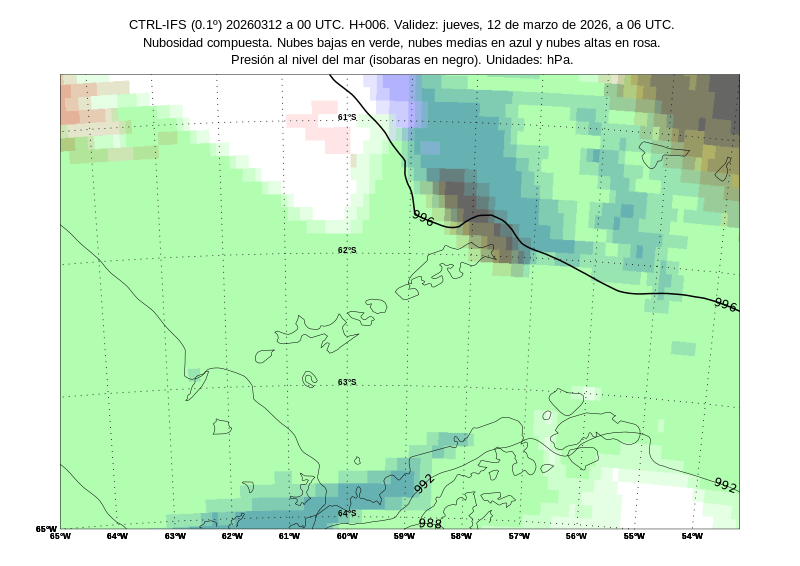 CTRL-IFS (0.1º) 20260312 a 00 UTC. H+006. Validez: jueves, 12 de marzo de 2026, a 06 UTC.
Nubosidad compuesta. Nubes bajas en verde, nubes medias en azul y nubes altas en rosa.
Presión al nivel del mar (isobaras en negro). Unidades: hPa.
61°S
996
62°S
996
63°S
992
992
64°S
988
65°W
65°W 64°W 63°W 62°W 61°W 60°W 59°W 58°W 57°W 56°W 55°W 54°W